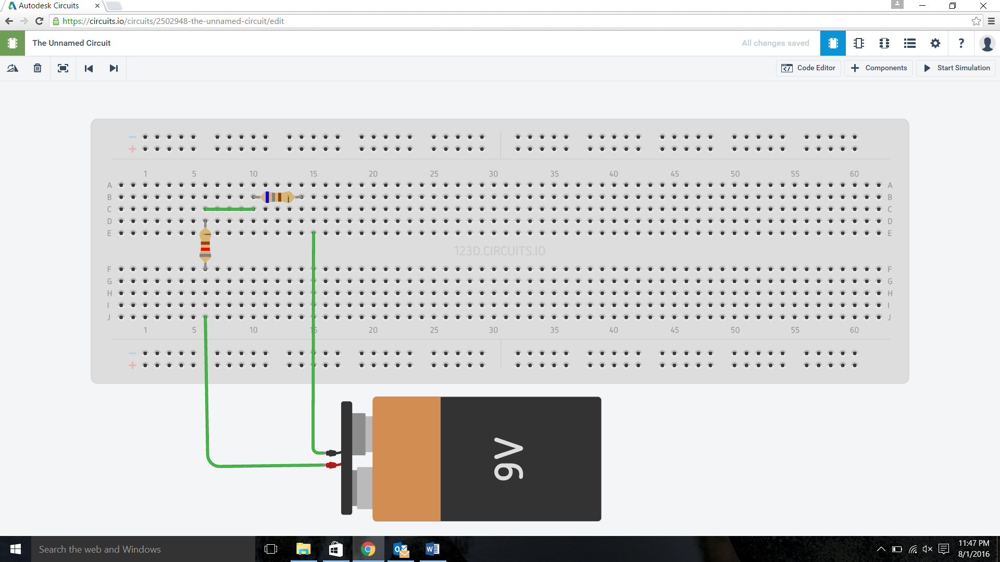 Autodesk Circuits
https://circuits.io/circuits/2502948-the-unnamed-circuit/edit
The Unnamed Circuit
All changes saved
?
Code Editor
+ Components
Start Simulation
−
+
1 5 10 15 20 25 30 35 40 45 50 55 60
A A
B B
C C
D D
E E
123D.CIRCUITS.IO
F F
G G
H H
I I
J J
1 5 10 15 20 25 30 35 40 45 50 55 60
−
+
9V
Search the web and Windows
11:47 PM
8/1/2016